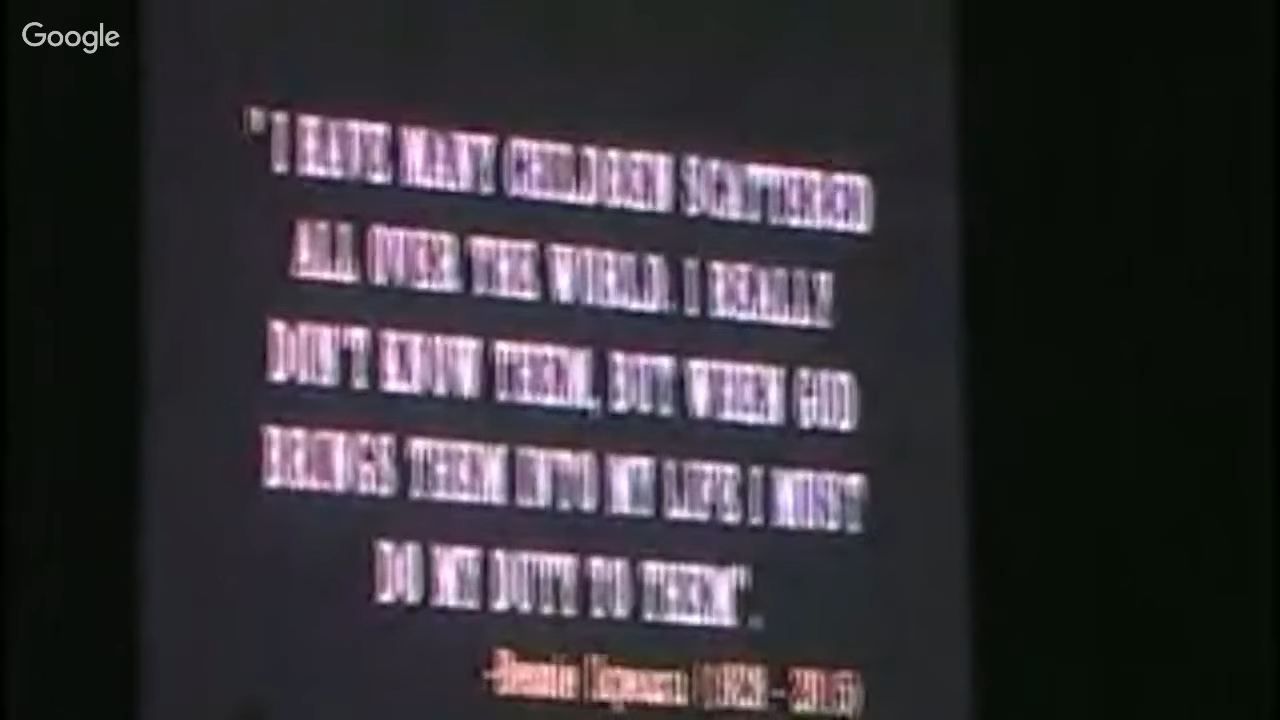 Google
"I HAVE MANY CHILDREN SCATTERED
ALL OVER THE WORLD. I REALLY
DON'T KNOW THEM, BUT WHEN GOD
BRINGS THEM INTO MY LIFE I MUST
DO MY DUTY TO THEM".